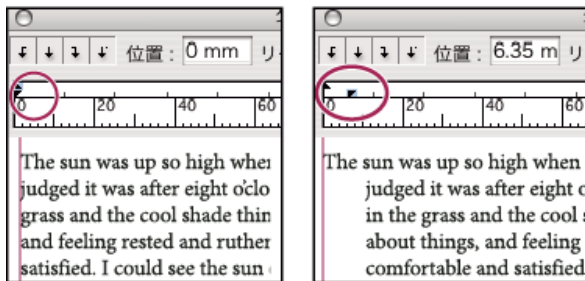 位置: 0 mm リ
0 20 40 60
The sun was up so high when
judged it was after eight o'clo
grass and the cool shade thin
and feeling rested and ruther
satisfied. I could see the sun
位置: 6.35 m リ
0 20 40 60
The sun was up so high when
judged it was after eight o
in the grass and the cool s
about things, and feeling
comfortable and satisfied